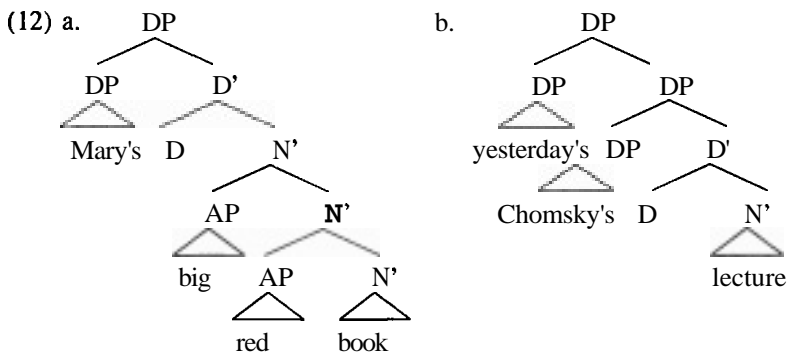 (12) a. DP b. DP
DP D' DP DP
Mary's D N' yesterday's DP D'
AP N' Chomsky's D N'
big AP N' lecture
red book